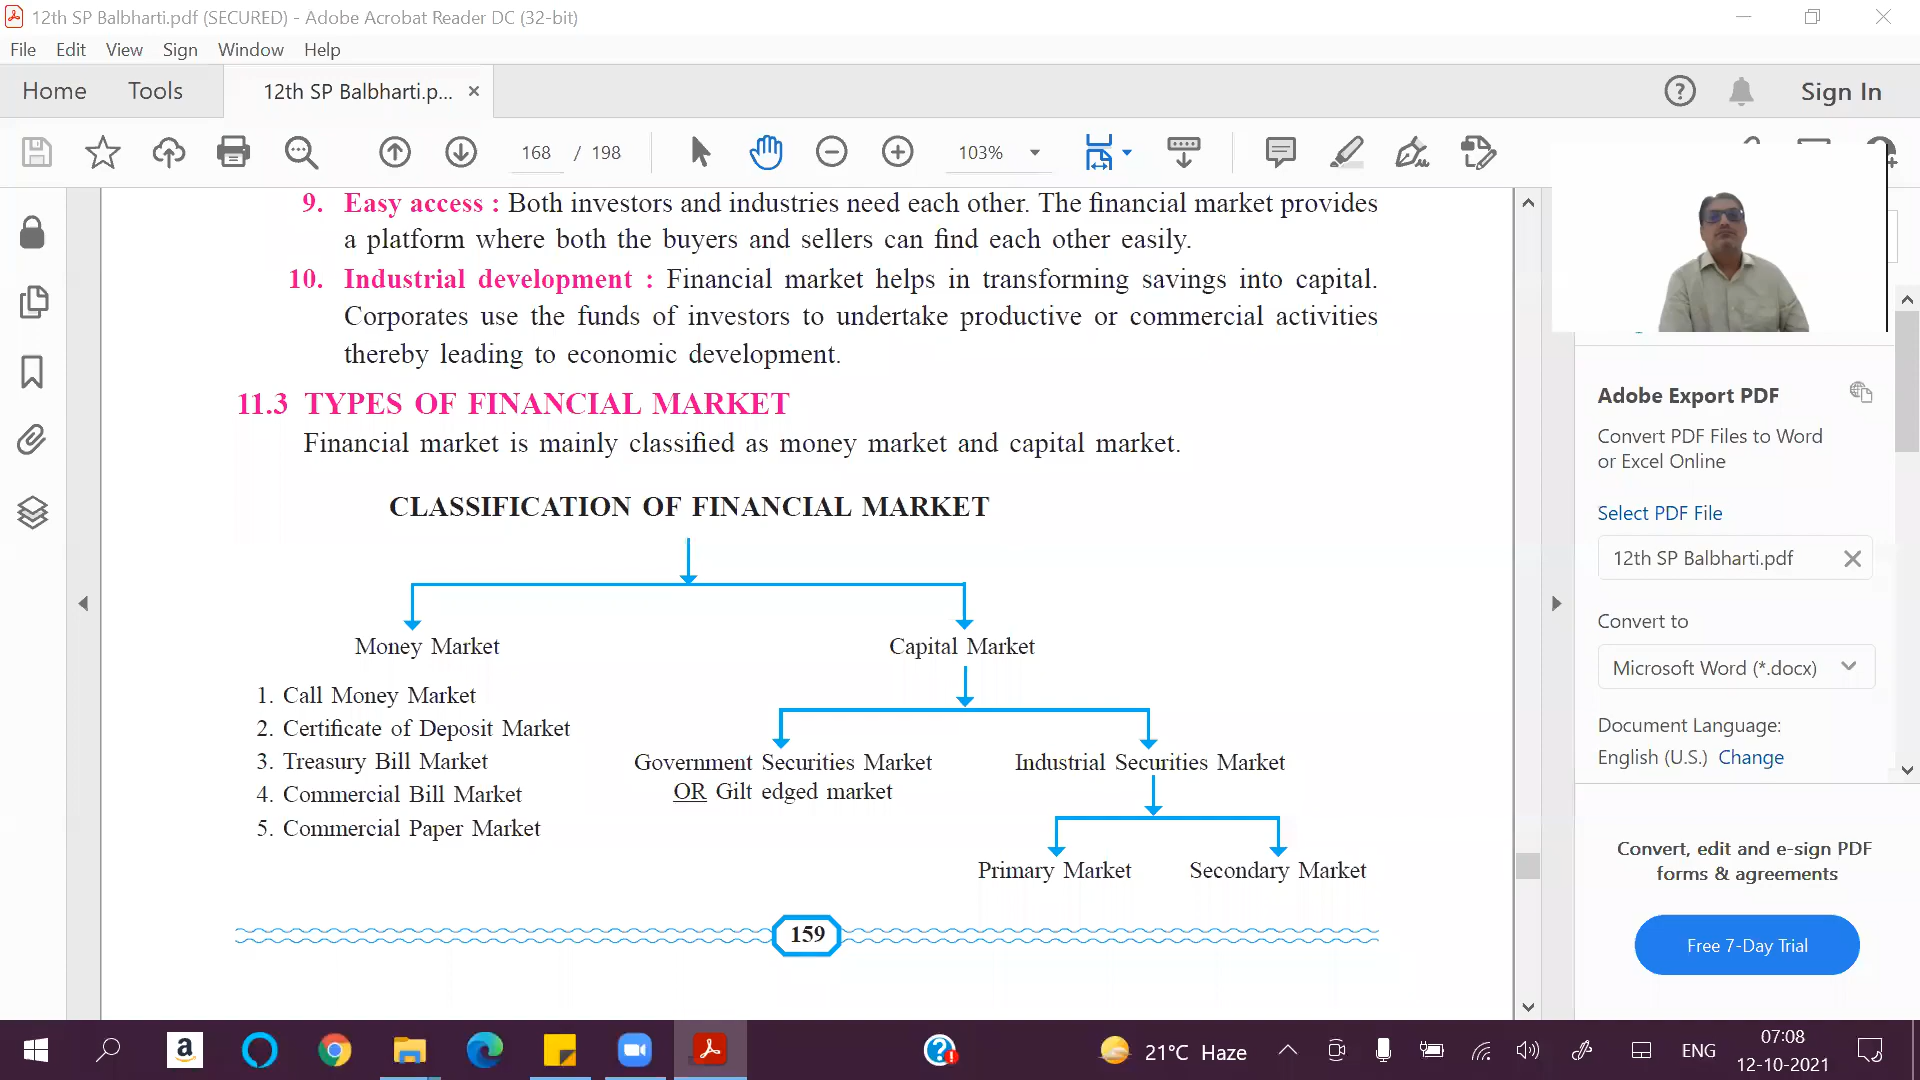 12th SP Balbharti.pdf (SECURED) - Adobe Acrobat Reader DC (32-bit)
File Edit View Sign Window Help
Home Tools 12th SP Balbharti.p... × Sign In
168 / 198 103%
9. Easy access : Both investors and industries need each other. The financial market provides
a platform where both the buyers and sellers can find each other easily.
10. Industrial development : Financial market helps in transforming savings into capital.
Corporates use the funds of investors to undertake productive or commercial activities
thereby leading to economic development.
11.3 TYPES OF FINANCIAL MARKET
Financial market is mainly classified as money market and capital market.
CLASSIFICATION OF FINANCIAL MARKET
Money Market Capital Market
1. Call Money Market
2. Certificate of Deposit Market
3. Treasury Bill Market
4. Commercial Bill Market
5. Commercial Paper Market
Government Securities Market
OR Gilt edged market
Industrial Securities Market
Primary Market Secondary Market
159
Adobe Export PDF
Convert PDF Files to Word
or Excel Online
Select PDF File
12th SP Balbharti.pdf
Convert to
Microsoft Word (*.docx)
Document Language:
English (U.S.) Change
Convert, edit and e-sign PDF
forms & agreements
Free 7-Day Trial
21°C Haze
ENG
07:08
12-10-2021